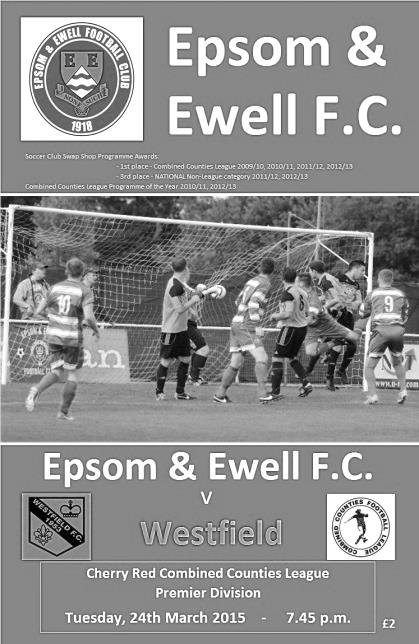 EPSOM & EWELL FOOTBALL CLUB
E E
1918
Epsom &
Ewell F.C.
Soccer Club Swap Shop Programme Awards:
- 1st place - Combined Counties League 2009/10, 2010/11, 2011/12, 2012/13
- 3rd place - NATIONAL Non-League category 2011/12, 2012/13
Combined Counties League Programme of the Year 2010/11, 2012/13
10
9
Epsom & Ewell F.C.
v
Westfield
WESTFIELD F.C.
1953
COMBINED COUNTIES FOOTBALL LEAGUE
Cherry Red Combined Counties League
Premier Division
Tuesday, 24th March 2015 - 7.45 p.m.
£2